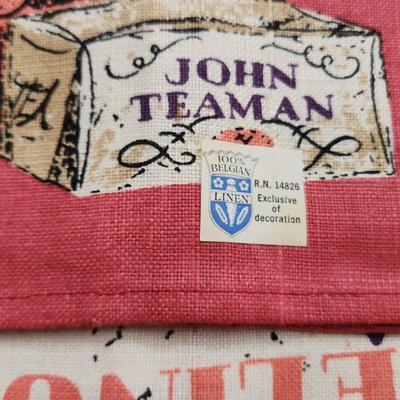 JOHN
TEAMAN
100%
BELGIAN
LINEN
R.N. 14826
Exclusive
of
decoration